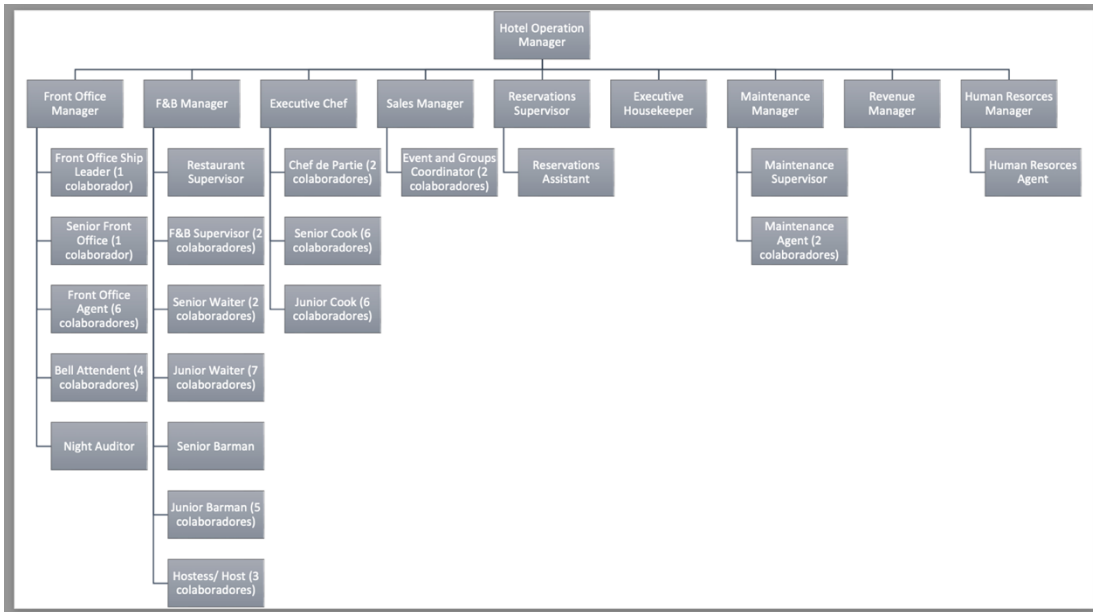 Hotel Operation
Manager
Front Office
Manager
F&B Manager
Executive Chef
Sales Manager
Reservations
Supervisor
Executive
Housekeeper
Maintenance
Manager
Revenue
Manager
Human Resorces
Manager
Front Office Ship
Leader (1
colaborador)
Senior Front
Office (1
colaborador)
Front Office
Agent (6
colaboradores)
Bell Attendent (4
colaboradores)
Night Auditor
Restaurant
Supervisor
F&B Supervisor (2
colaboradores)
Senior Waiter (2
colaboradores)
Junior Waiter (7
colaboradores)
Senior Barman
Junior Barman (5
colaboradores)
Hostess/ Host (3
colaboradores)
Chef de Partie (2
colaboradores)
Senior Cook (6
colaboradores)
Junior Cook (6
colaboradores)
Event and Groups
Coordinator (2
colaboradores)
Reservations
Assistant
Maintenance
Supervisor
Maintenance
Agent (2
colaboradores)
Human Resorces
Agent